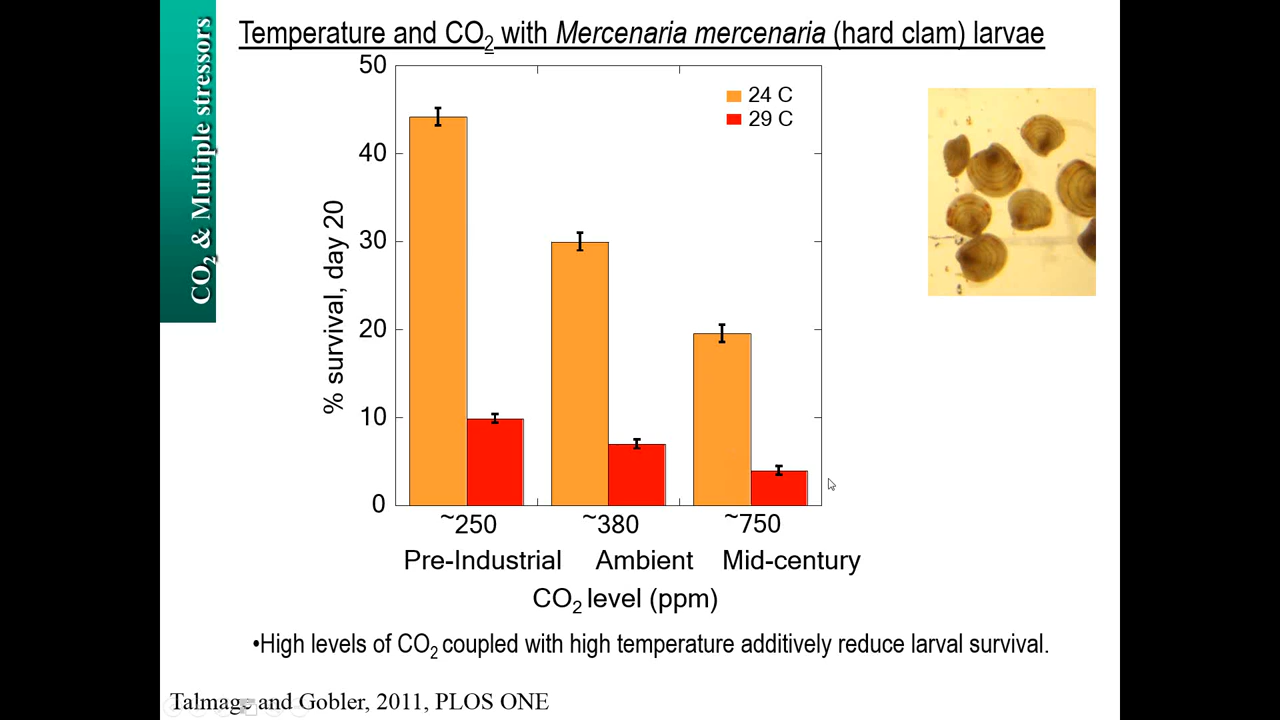 CO2 & Multiple stressors
Temperature and CO2 with Mercenaria mercenaria (hard clam) larvae
24 C
29 C
% survival, day 20
50
40
30
20
10
0
~250 ~380 ~750
Pre-Industrial Ambient Mid-century
CO2 level (ppm)
•High levels of CO2 coupled with high temperature additively reduce larval survival.
Talmage and Gobler, 2011, PLOS ONE